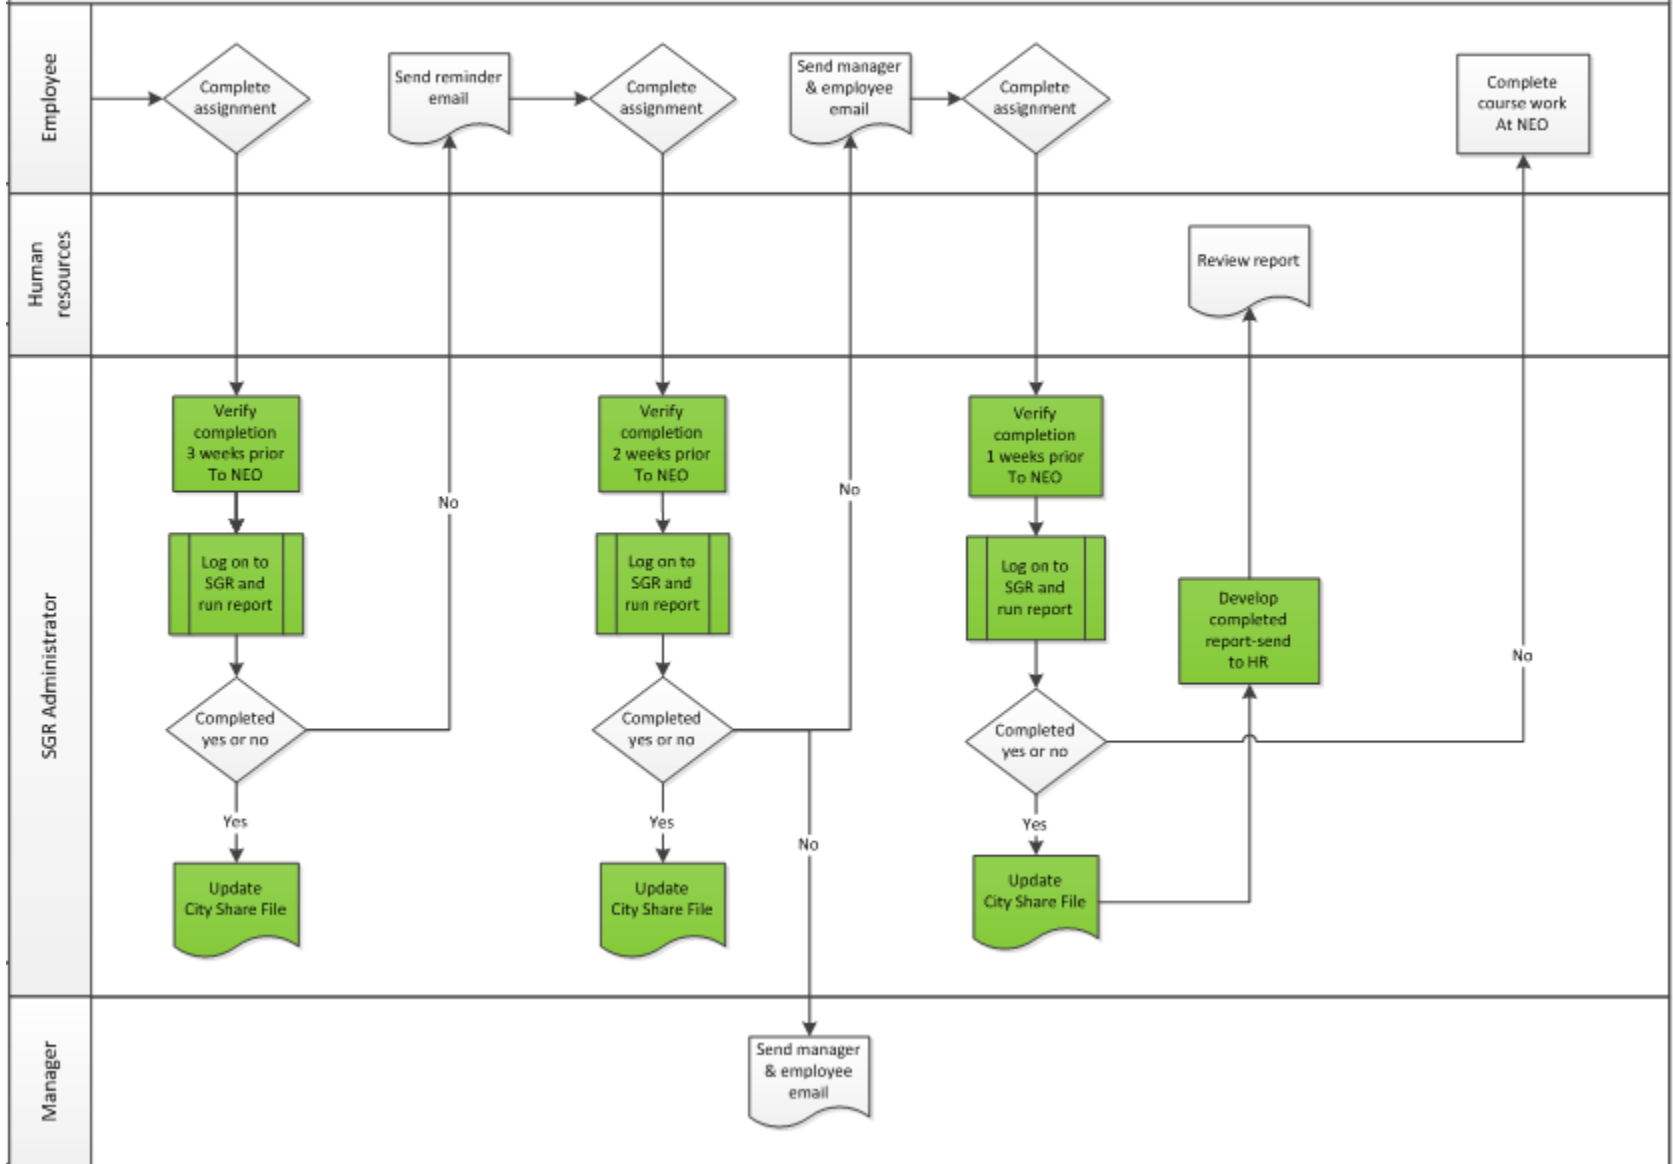 Employee
Complete
assignment
Send reminder
email
Complete
assignment
Send manager
& employee
email
Complete
assignment
Complete
course work
At NEO
Human
resources
Review report
SGR Administrator
Verify
completion
3 weeks prior
To NEO
Log on to
SGR and
run report
Completed
yes or no
Yes
Update
City Share File
No
Verify
completion
2 weeks prior
To NEO
Log on to
SGR and
run report
Completed
yes or no
Yes
Update
City Share File
No
No
Verify
completion
1 weeks prior
To NEO
Log on to
SGR and
run report
Completed
yes or no
Yes
Update
City Share File
Develop
completed
report-send
to HR
No
Manager
Send manager
& employee
email